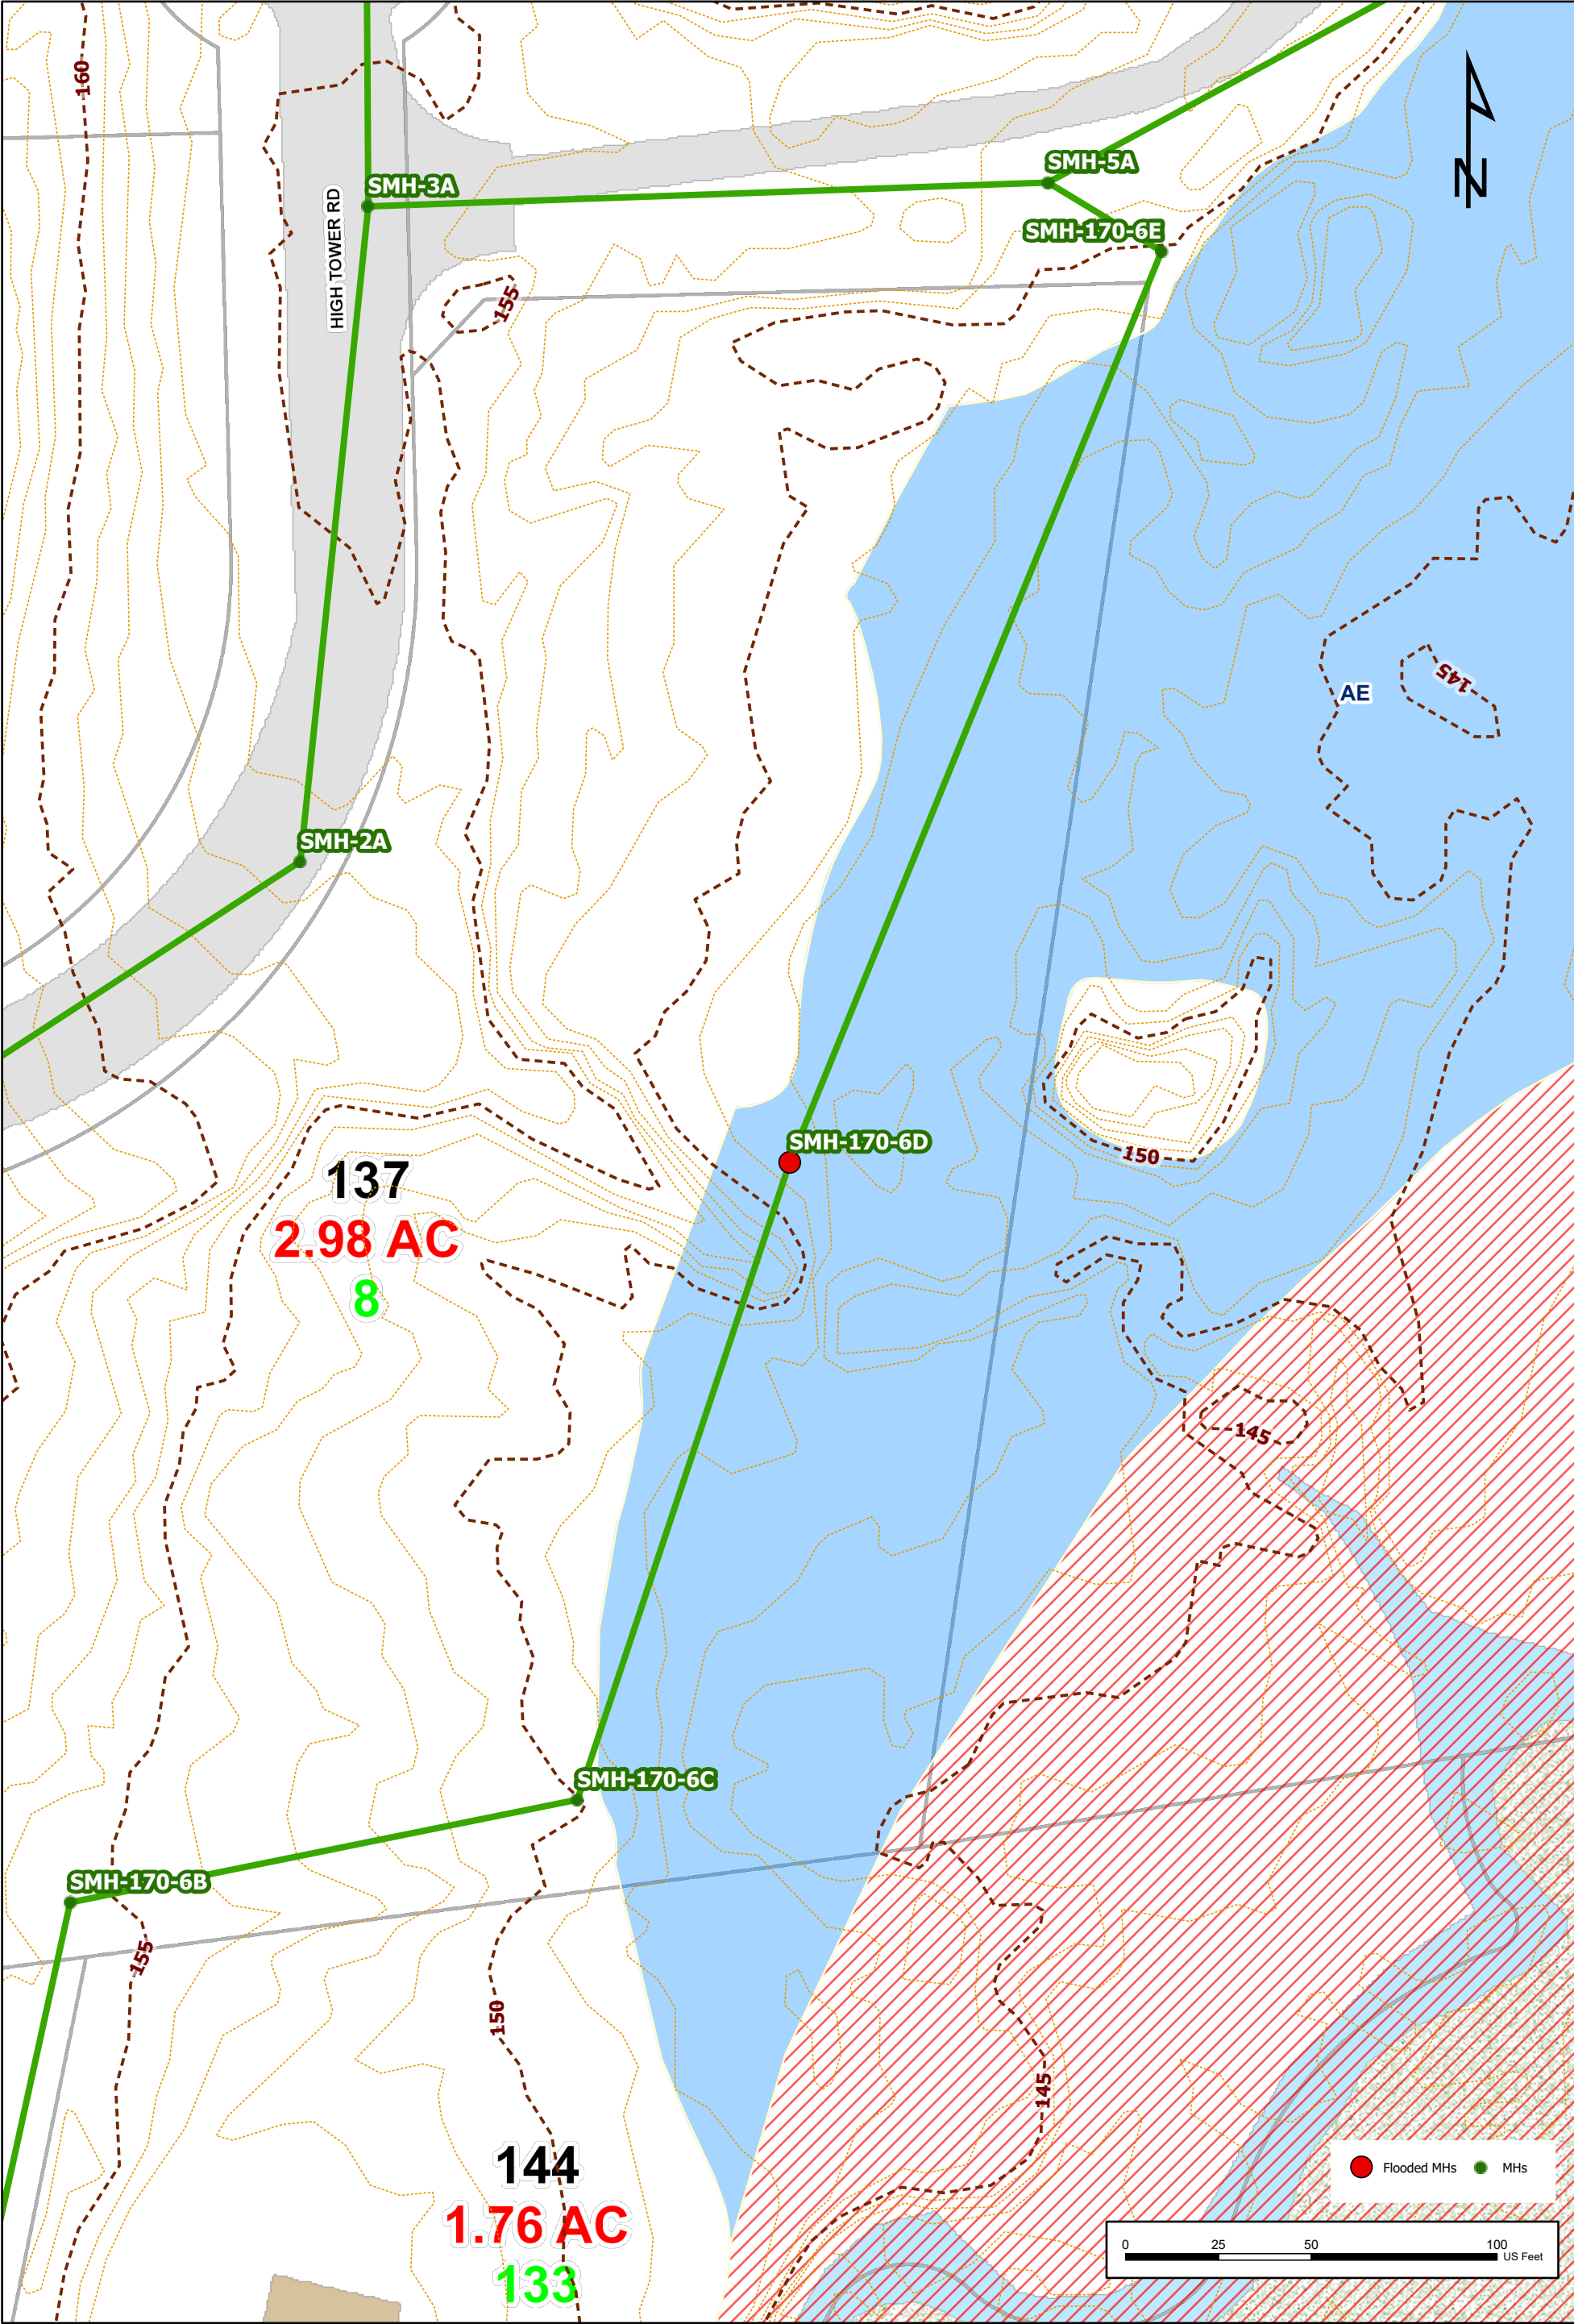 160
N
SMH-5A
SMH-3A
HIGH TOWER RD
SMH-170-6E
155
145
AE
SMH-2A
SMH-170-6D
150
137
2.98 AC
8
145
SMH-170-6C
SMH-170-6B
155
150
145
144
1.76 AC
133
Flooded MHs
MHs
0 25 50 100
US Feet